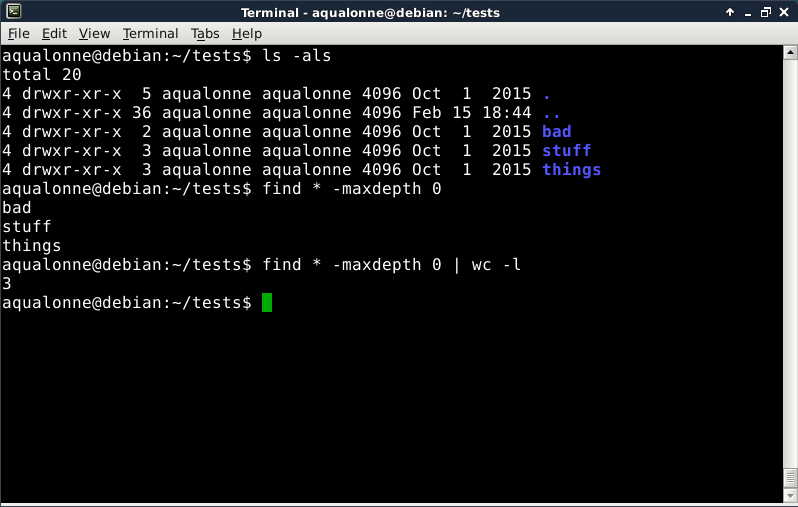 Terminal - aqualonne@debian: ~/tests
File Edit View Terminal Tabs Help
aqualonne@debian:~/tests$ ls -als
total 20
4 drwxr-xr-x  5 aqualonne aqualonne 4096 Oct  1  2015 .
4 drwxr-xr-x 36 aqualonne aqualonne 4096 Feb 15 18:44 ..
4 drwxr-xr-x  2 aqualonne aqualonne 4096 Oct  1  2015 bad
4 drwxr-xr-x  3 aqualonne aqualonne 4096 Oct  1  2015 stuff
4 drwxr-xr-x  3 aqualonne aqualonne 4096 Oct  1  2015 things
aqualonne@debian:~/tests$ find * -maxdepth 0
bad
stuff
things
aqualonne@debian:~/tests$ find * -maxdepth 0 | wc -l
3
aqualonne@debian:~/tests$